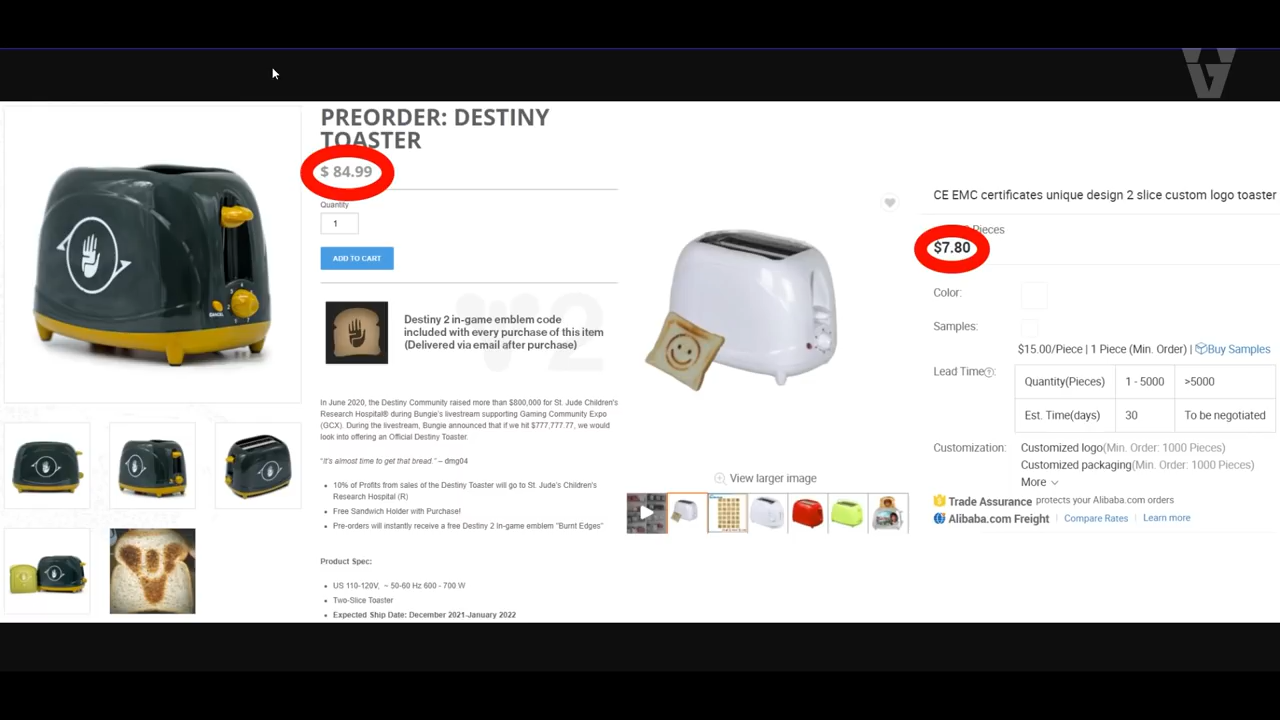 PREORDER: DESTINY
TOASTER
$ 84.99
Quantity
1
ADD TO CART
Destiny 2 in-game emblem code
included with every purchase of this item
(Delivered via email after purchase)
In June 2020, the Destiny Community raised more than $800,000 for St. Jude Children's
Research Hospital® during Bungie's livestream supporting Gaming Community Expo
(GCX). During the livestream, Bungie announced that if we hit $777,777.77, we would
look into offering an Official Destiny Toaster.
"It's almost time to get that bread." – dmg04
• 10% of Profits from sales of the Destiny Toaster will go to St. Jude's Children's
Research Hospital (R)
• Free Sandwich Holder with Purchase!
• Pre-orders will instantly receive a free Destiny 2 In-game emblem "Burnt Edges"
Product Spec:
• US 110-120V, ~ 50-60 Hz 600 - 700 W
• Two-Slice Toaster
• Expected Ship Date: December 2021-January 2022
View larger image
CE EMC certificates unique design 2 slice custom logo toaster
Pieces
$7.80
Color:
Samples:
$15.00/Piece | 1 Piece (Min. Order) | Buy Samples
Lead Time
Quantity(Pieces) 1 - 5000 >5000
Est. Time(days) 30 To be negotiated
Customization: Customized logo(Min. Order: 1000 Pieces)
Customized packaging(Min. Order: 1000 Pieces)
More
Trade Assurance protects your Alibaba.com orders
Alibaba.com Freight | Compare Rates | Learn more